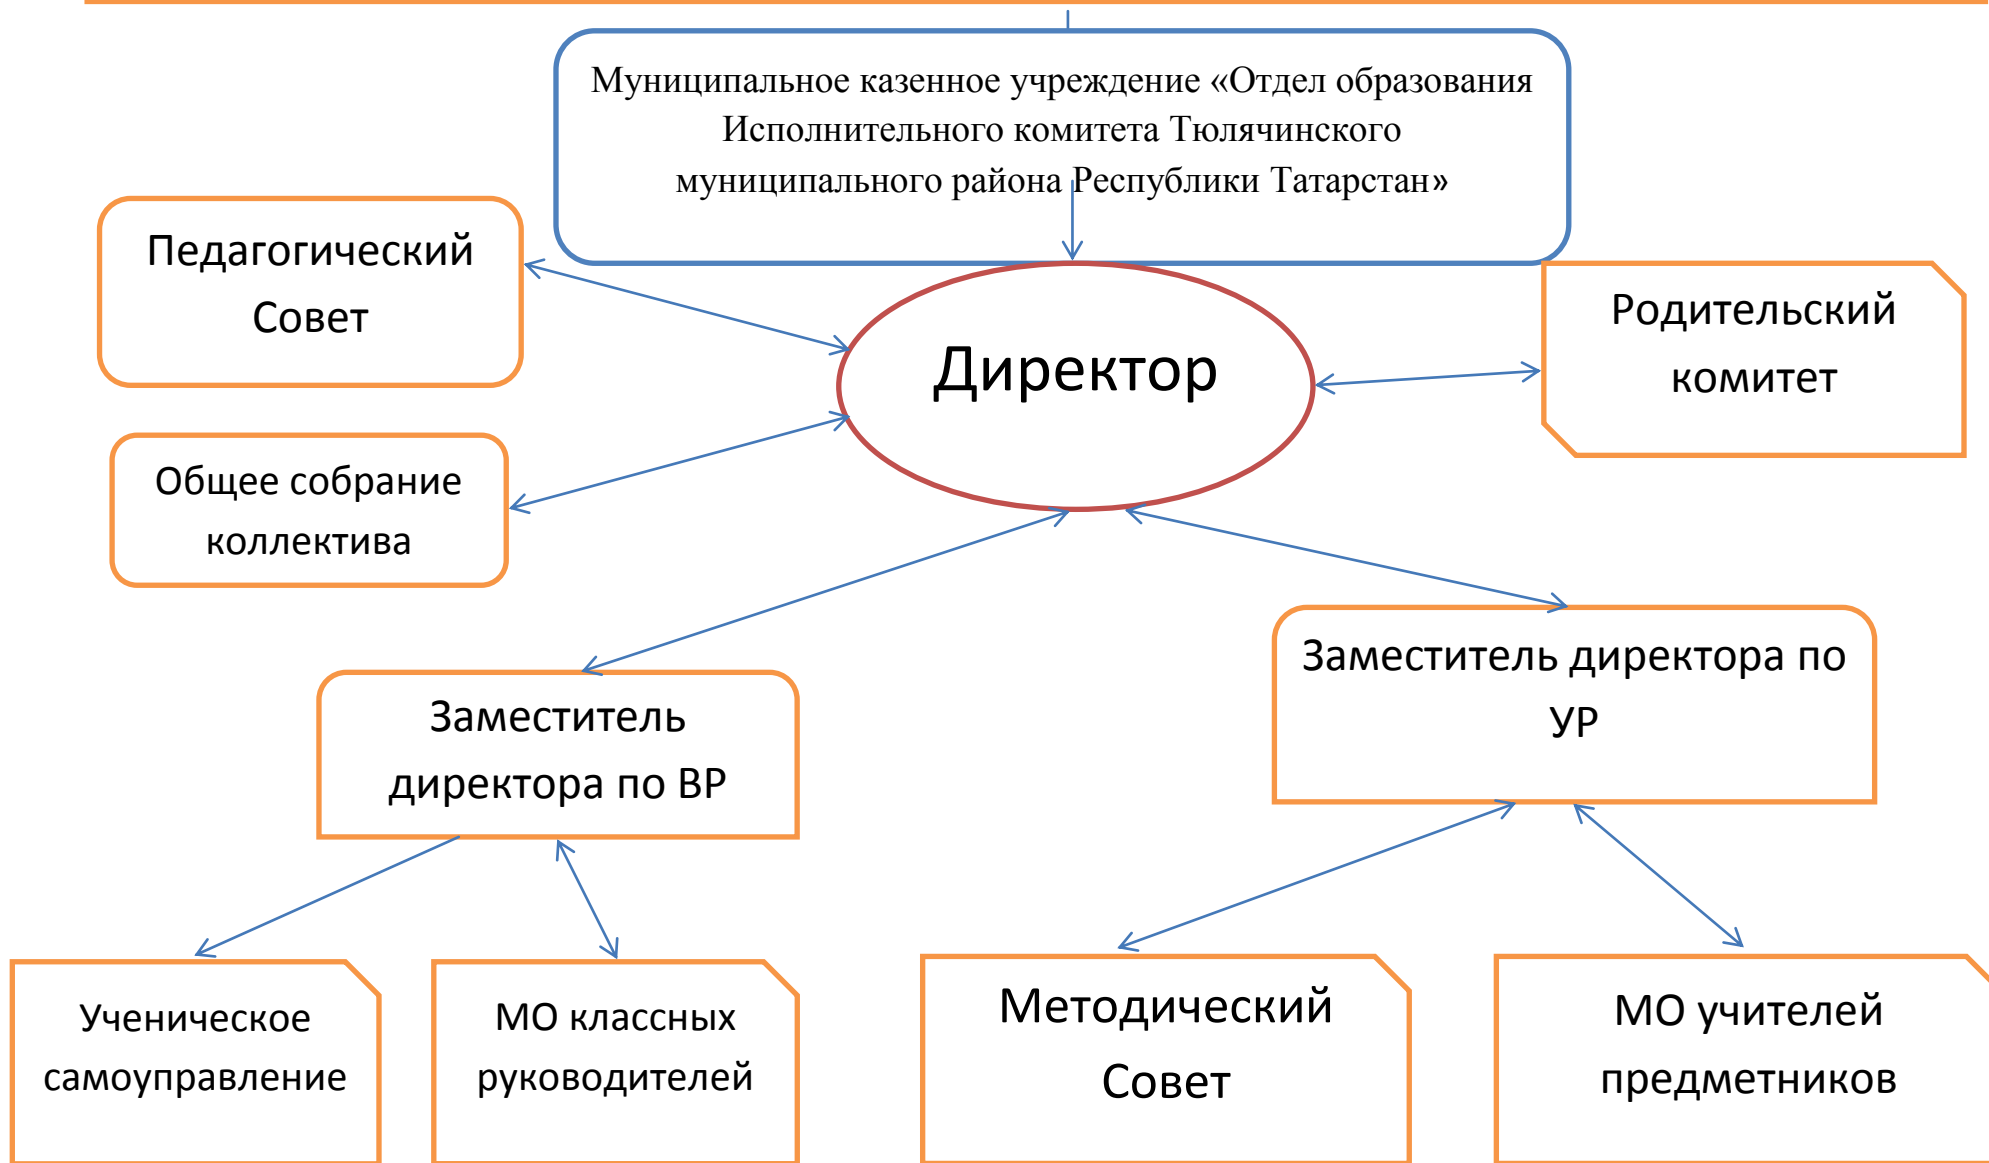 Муниципальное казенное учреждение «Отдел образования
Исполнительного комитета Тюлячинского
муниципального района Республики Татарстан»
Педагогический
Совет
Директор
Родительский
комитет
Общее собрание
коллектива
Заместитель
директора по ВР
Заместитель директора по
УР
Ученическое
самоуправление
МО классных
руководителей
Методический
Совет
МО учителей
предметников